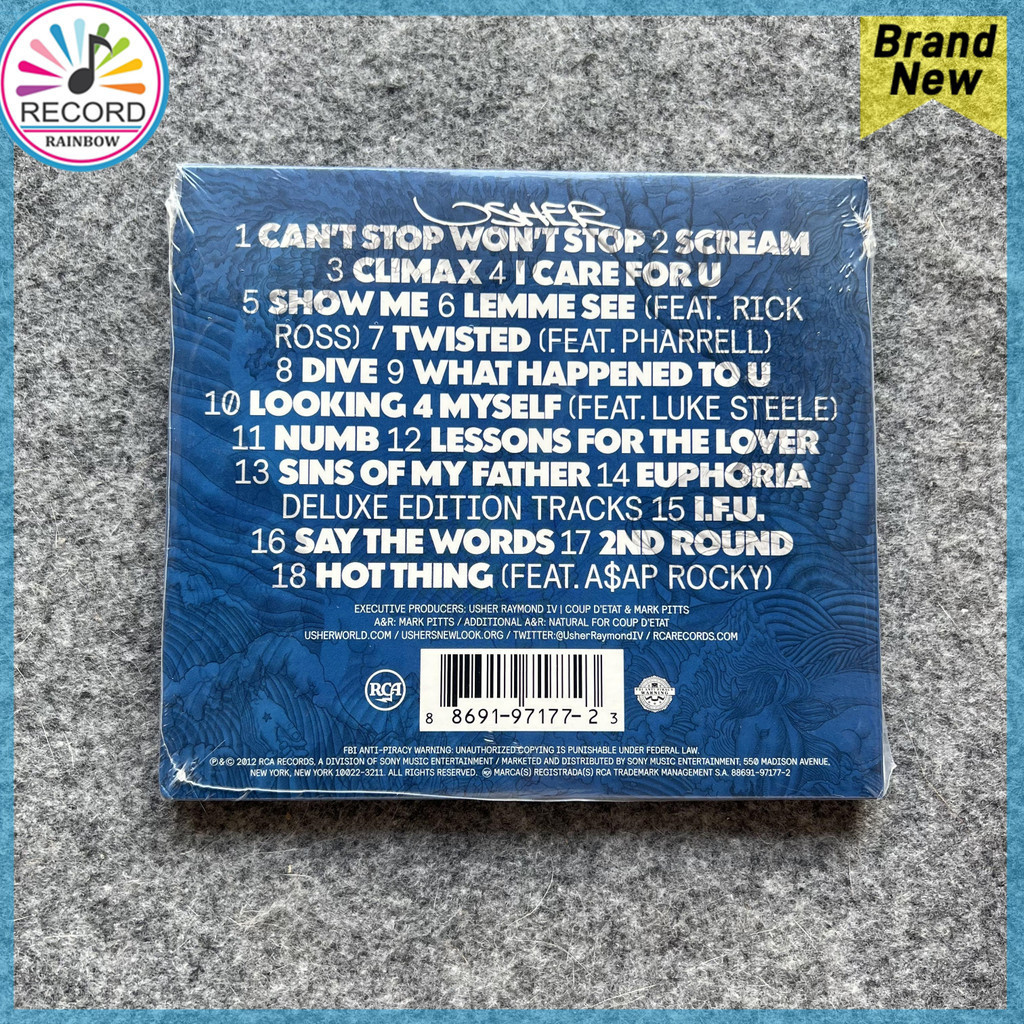 RECORD
RAINBOW
Brand
New
USHER
1 CAN'T STOP WON'T STOP 2 SCREAM
3 CLIMAX 4 I CARE FOR U
5 SHOW ME 6 LEMME SEE (FEAT. RICK
ROSS) 7 TWISTED (FEAT. PHARRELL)
8 DIVE 9 WHAT HAPPENED TO U
10 LOOKING 4 MYSELF (FEAT. LUKE STEELE)
11 NUMB 12 LESSONS FOR THE LOVER
13 SINS OF MY FATHER 14 EUPHORIA
DELUXE EDITION TRACKS 15 I.F.U.
16 SAY THE WORDS 17 2ND ROUND
18 HOT THING (FEAT. A$AP ROCKY)
EXECUTIVE PRODUCERS: USHER RAYMOND IV | COUP D'ETAT & MARK PITTS
A&R: MARK PITTS / ADDITIONAL A&R: NATURAL FOR COUP D'ETAT
USHERWORLD.COM / USHERSNEWLOOK.ORG / TWITTER:@UsherRaymondIV / RCARECORDS.COM
RCA
8 8691-97177-2 3
FBI ANTI-PIRACY WARNING: UNAUTHORIZED COPYING IS PUNISHABLE UNDER FEDERAL LAW.
℗&© 2012 RCA RECORDS. A DIVISION OF SONY MUSIC ENTERTAINMENT / MARKETED AND DISTRIBUTED BY SONY MUSIC ENTERTAINMENT, 550 MADISON AVENUE,
NEW YORK, NEW YORK 10022-3211. ALL RIGHTS RESERVED. MARCA(S) REGISTRADA(S) RCA TRADEMARK MANAGEMENT S.A. 88691-97177-2